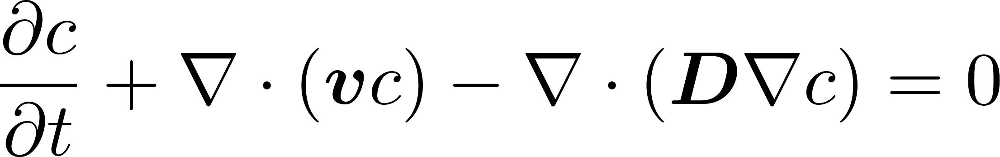 ∂c/∂t + ∇ · (𝒗c) − ∇ · (𝑫∇c) = 0